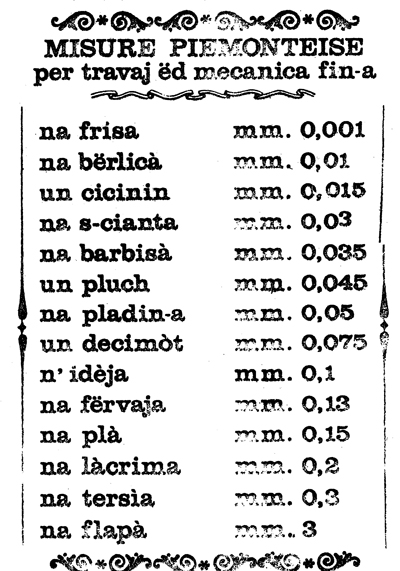 MISURE PIEMONTEISE
per travaj ëd mecanica fin-a
na frisa mm. 0,001
na bërlicà mm. 0,01
un cicinin mm. 0,015
na s-cianta mm. 0,03
na barbisà mm. 0,035
un pluch mm. 0,045
na pladin-a mm. 0,05
un decimòt mm. 0,075
n' idèja mm. 0,1
na fërvaja mm. 0,13
na plà mm. 0,15
na làcrima mm. 0,2
na tersìa mm. 0,3
na flapà mm. 3